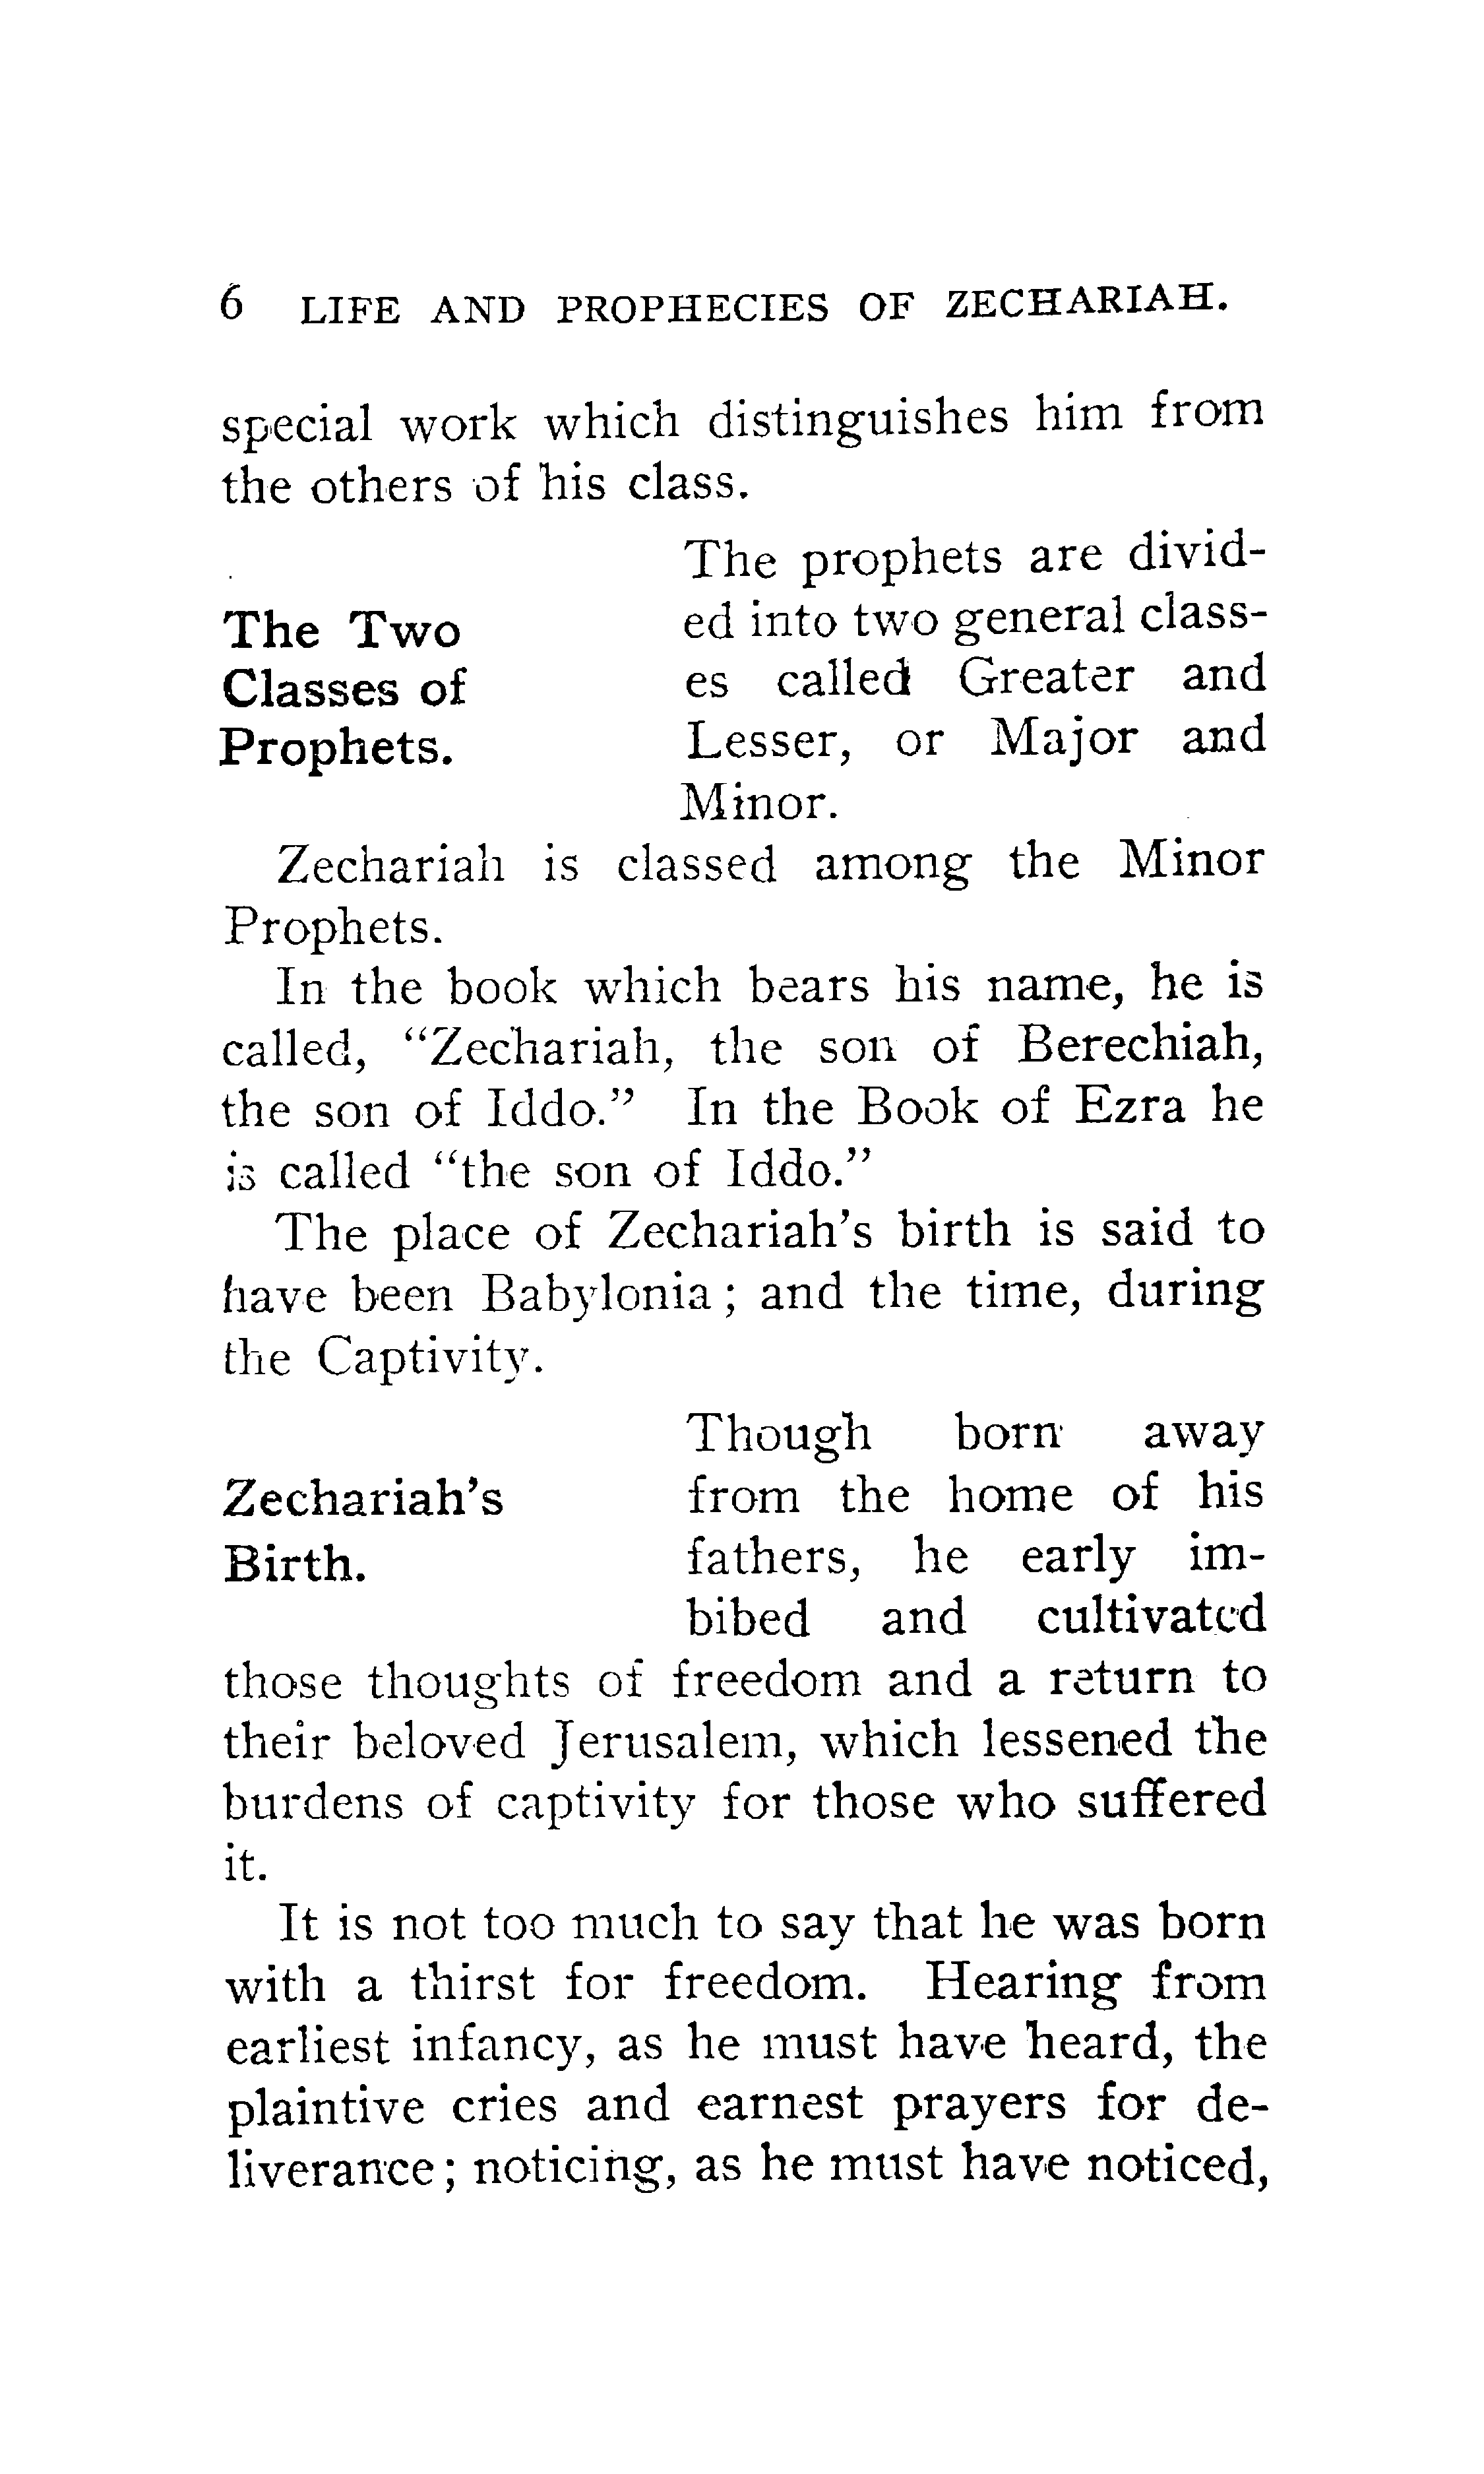 6 LIFE AND PROPHECIES OF ZECHARIAH.
special work which distinguishes him from
the others of his class.
The Two
Classes of
Prophets.
The prophets are divid-
ed into two general class-
es called Greater and
Lesser, or Major and
Minor.
Zechariah is classed among the Minor
Prophets.
In the book which bears his name, he is
called, “Zechariah, the son of Berechiah,
the son of Iddo.” In the Book of Ezra he
is called “the son of Iddo.”
The place of Zechariah’s birth is said to
have been Babylonia; and the time, during
the Captivity.
Zechariah’s
Birth.
Though born away
from the home of his
fathers, he early im-
bibed and cultivated
those thoughts of freedom and a return to
their beloved Jerusalem, which lessened the
burdens of captivity for those who suffered
it.
It is not too much to say that he was born
with a thirst for freedom. Hearing from
earliest infancy, as he must have heard, the
plaintive cries and earnest prayers for de-
liverance; noticing, as he must have noticed,